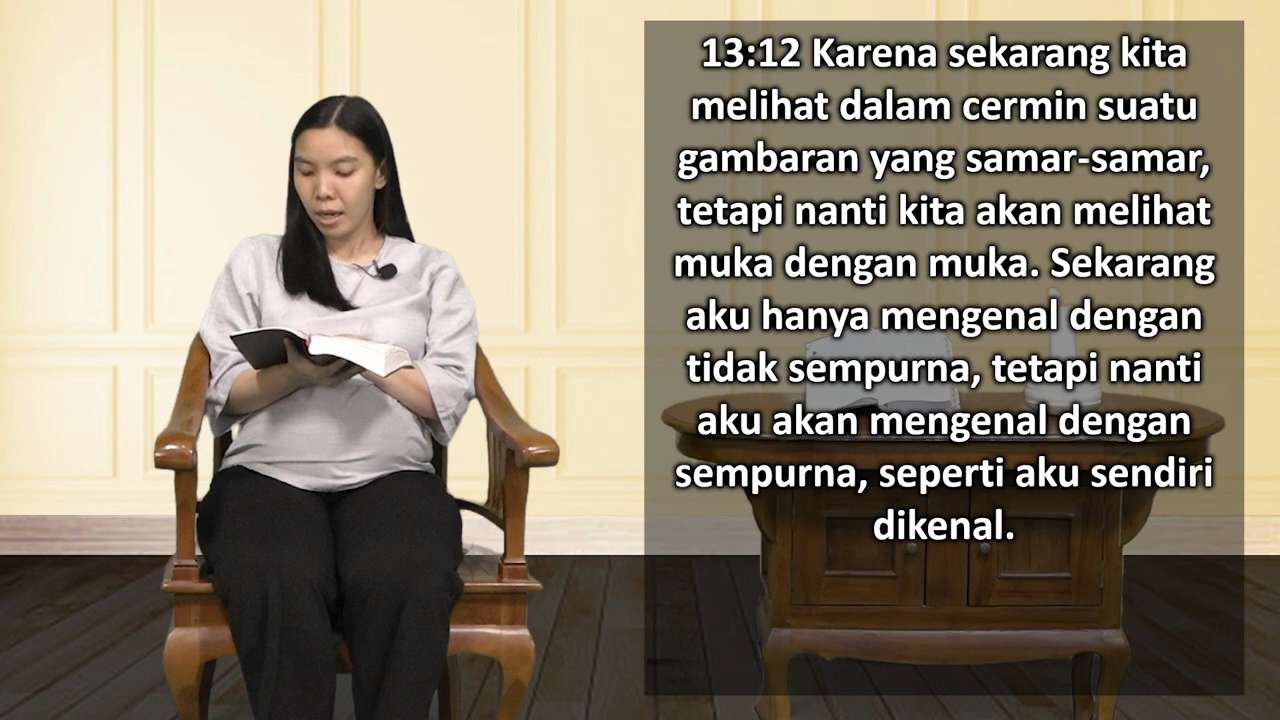 13:12 Karena sekarang kita
melihat dalam cermin suatu
gambaran yang samar-samar,
tetapi nanti kita akan melihat
muka dengan muka. Sekarang
aku hanya mengenal dengan
tidak sempurna, tetapi nanti
aku akan mengenal dengan
sempurna, seperti aku sendiri
dikenal.